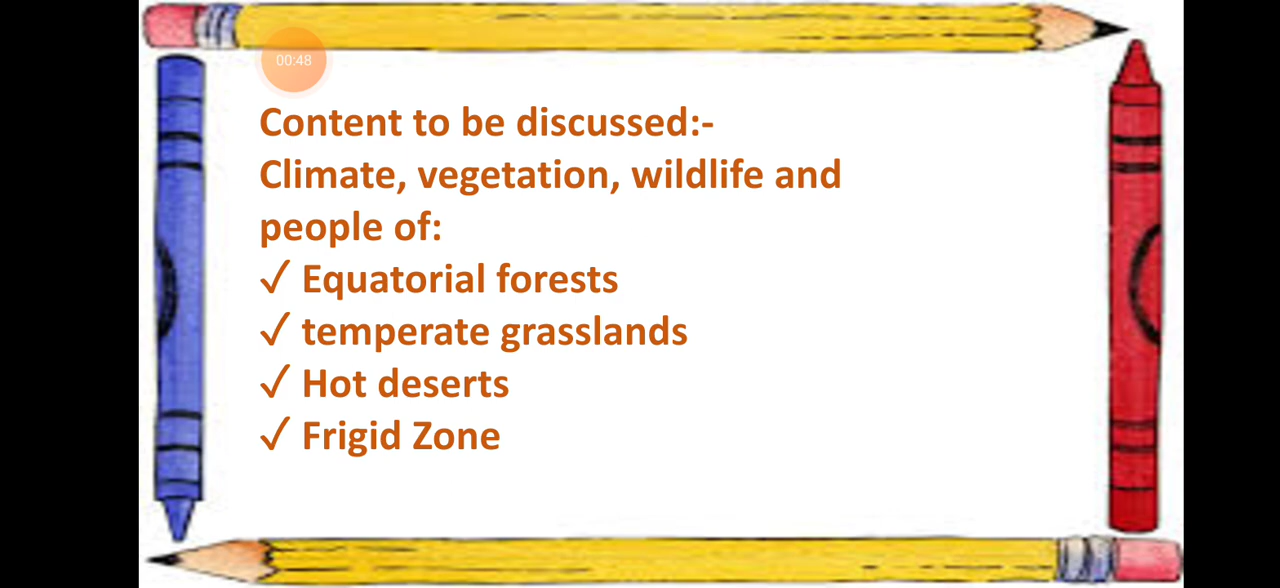 00:48
Content to be discussed:-
Climate, vegetation, wildlife and
people of:
✓ Equatorial forests
✓ temperate grasslands
✓ Hot deserts
✓ Frigid Zone